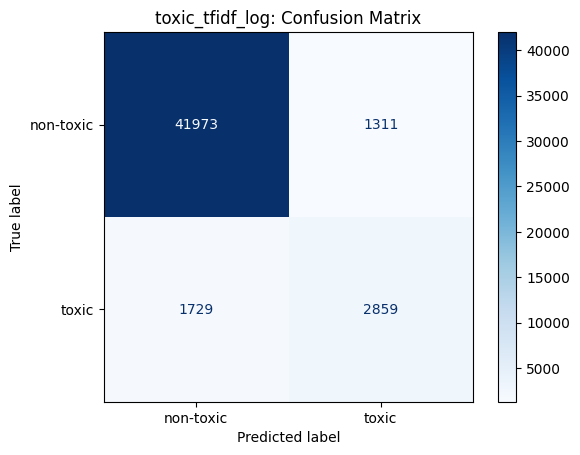 toxic_tfidf_log: Confusion Matrix
non-toxic
toxic
True label
41973
1311
1729
2859
non-toxic
toxic
Predicted label
40000
35000
30000
25000
20000
15000
10000
5000